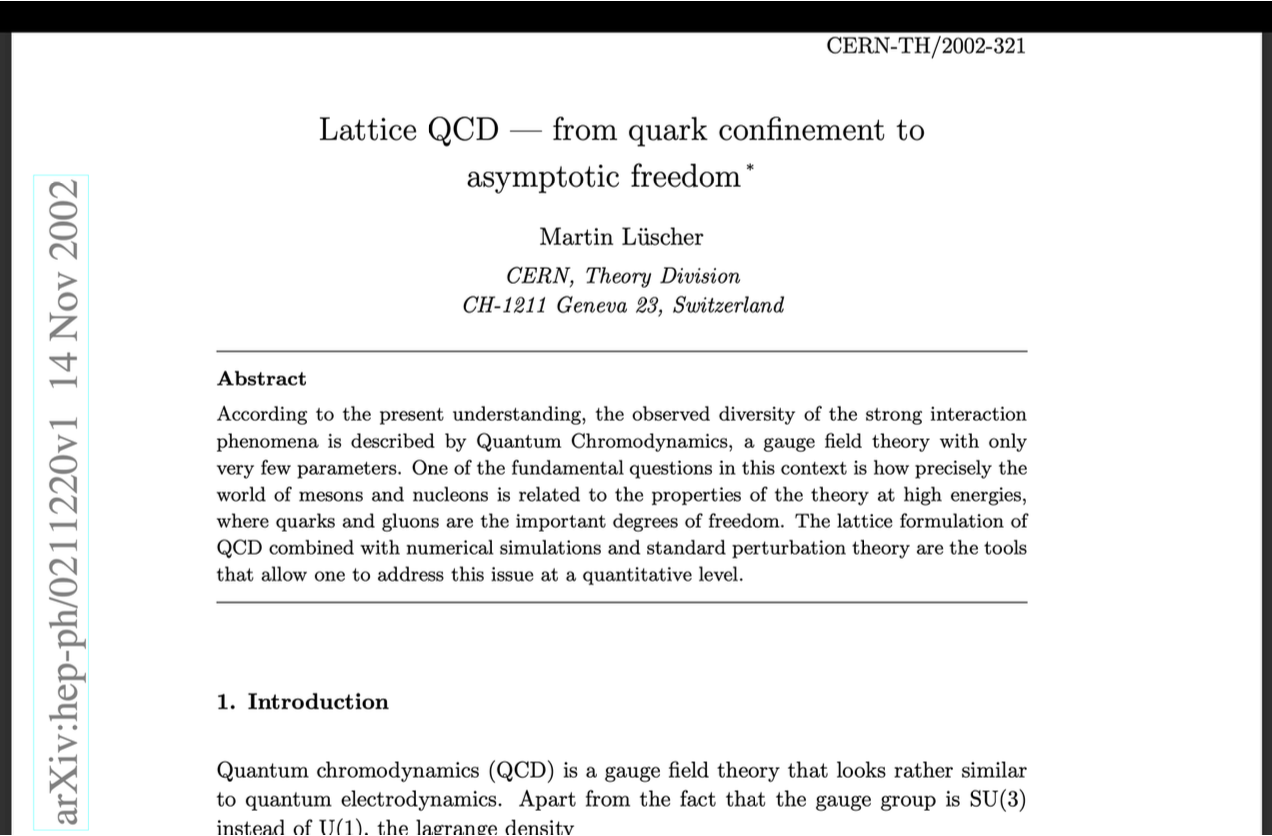 CERN-TH/2002-321
Lattice QCD — from quark confinement to
asymptotic freedom*
Martin Lüscher
CERN, Theory Division
CH-1211 Geneva 23, Switzerland
Abstract
According to the present understanding, the observed diversity of the strong interaction
phenomena is described by Quantum Chromodynamics, a gauge field theory with only
very few parameters. One of the fundamental questions in this context is how precisely the
world of mesons and nucleons is related to the properties of the theory at high energies,
where quarks and gluons are the important degrees of freedom. The lattice formulation of
QCD combined with numerical simulations and standard perturbation theory are the tools
that allow one to address this issue at a quantitative level.
1. Introduction
Quantum chromodynamics (QCD) is a gauge field theory that looks rather similar
to quantum electrodynamics. Apart from the fact that the gauge group is SU(3)
instead of U(1), the lagrange density
arXiv:hep-ph/0211220v1 14 Nov 2002